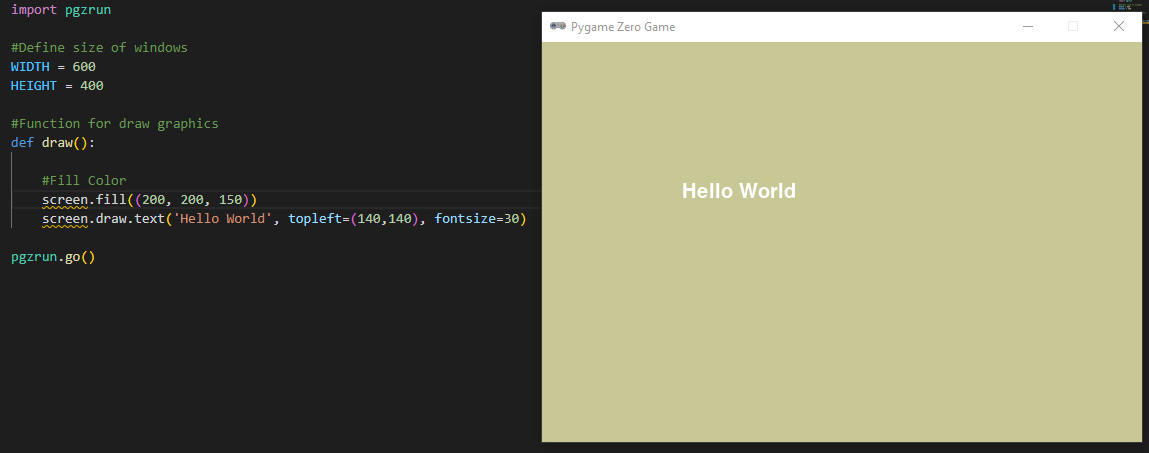 import pgzrun
#Define size of windows
WIDTH = 600
HEIGHT = 400
#Function for draw graphics
def draw():
#Fill Color
screen.fill((200, 200, 150))
screen.draw.text('Hello World', topleft=(140,140), fontsize=30)
pgzrun.go()
Pygame Zero Game
Hello World